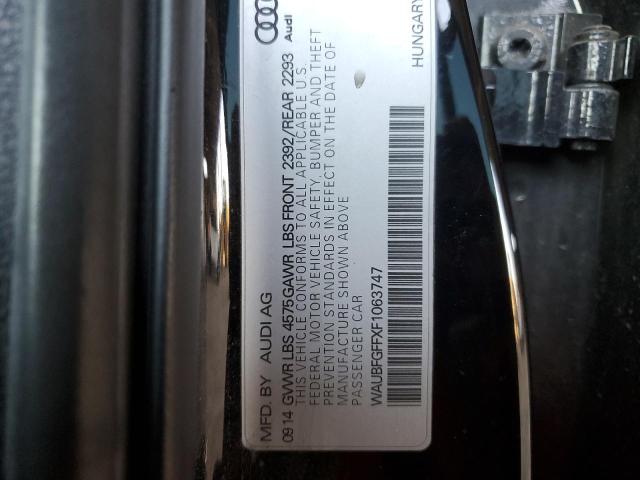 Audi
MFD. BY AUDI AG
09 14 GVWR LBS 4575 GAWR LBS FRONT 2392/REAR 2293
THIS VEHICLE CONFORMS TO ALL APPLICABLE U.S.
FEDERAL MOTOR VEHICLE SAFETY, BUMPER AND THEFT
PREVENTION STANDARDS IN EFFECT ON THE DATE OF
MANUFACTURE SHOWN ABOVE
PASSENGER CAR
WAUBFGFFXF1063747
HUNGARY